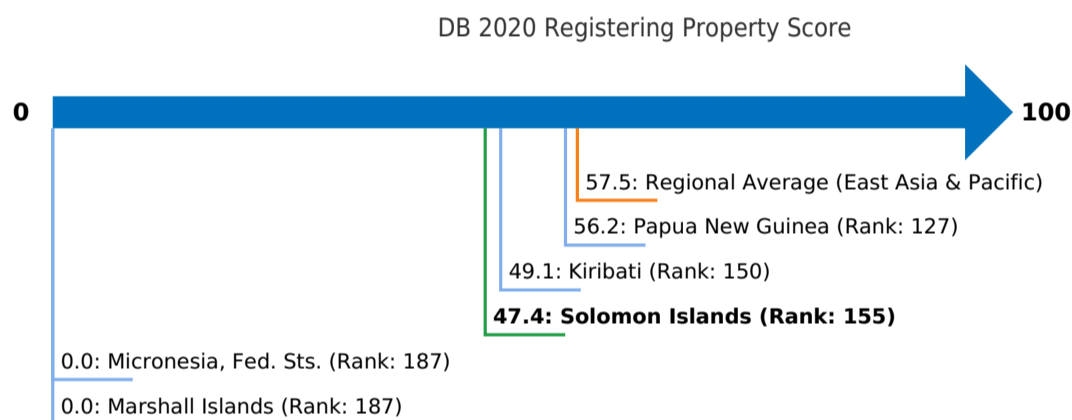 DB 2020 Registering Property Score
0
100
57.5: Regional Average (East Asia & Pacific)
56.2: Papua New Guinea (Rank: 127)
49.1: Kiribati (Rank: 150)
47.4: Solomon Islands (Rank: 155)
0.0: Micronesia, Fed. Sts. (Rank: 187)
0.0: Marshall Islands (Rank: 187)